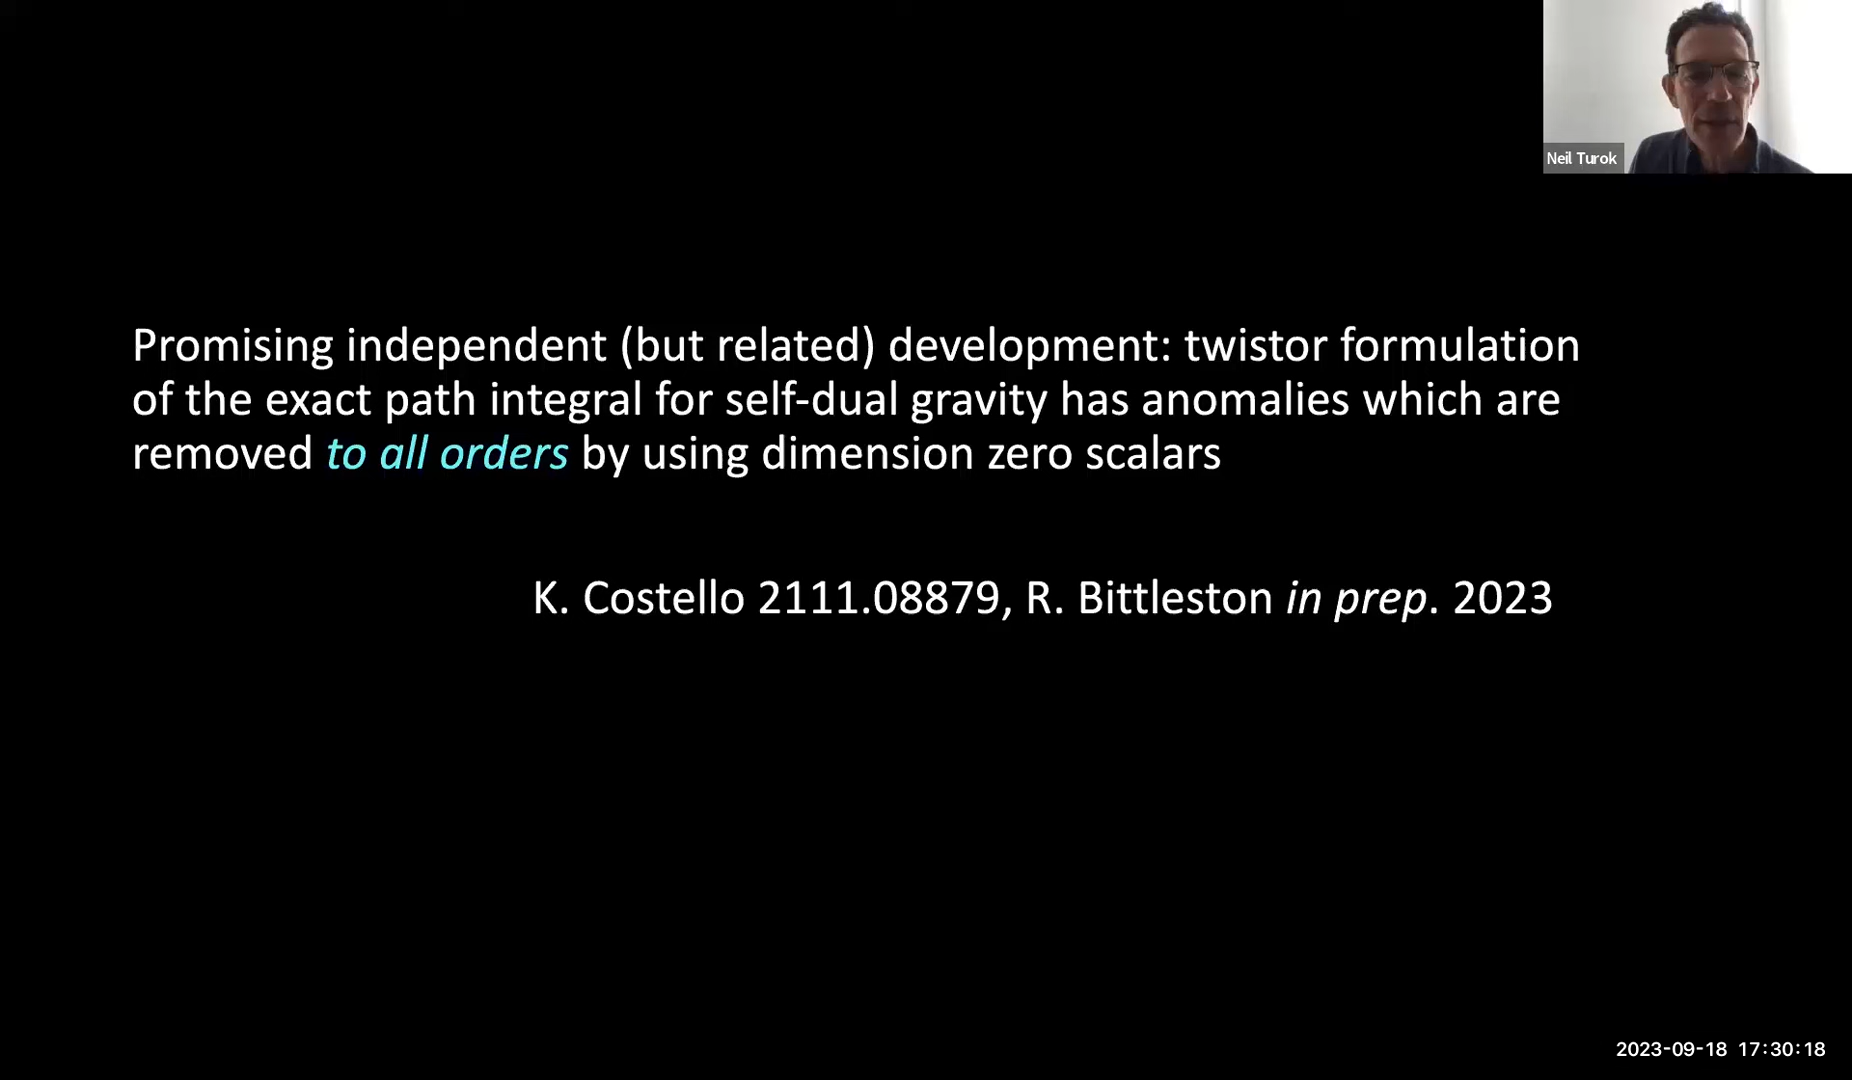 Neil Turok
Promising independent (but related) development: twistor formulation
of the exact path integral for self-dual gravity has anomalies which are
removed to all orders by using dimension zero scalars
K. Costello 2111.08879, R. Bittleston in prep. 2023
2023-09-18 17:30:18